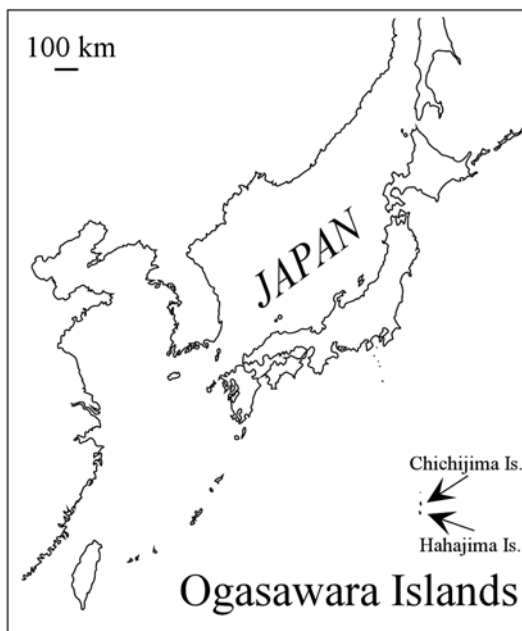 100 km
JAPAN
Chichijima Is.
Hahajima Is.
Ogasawara Islands